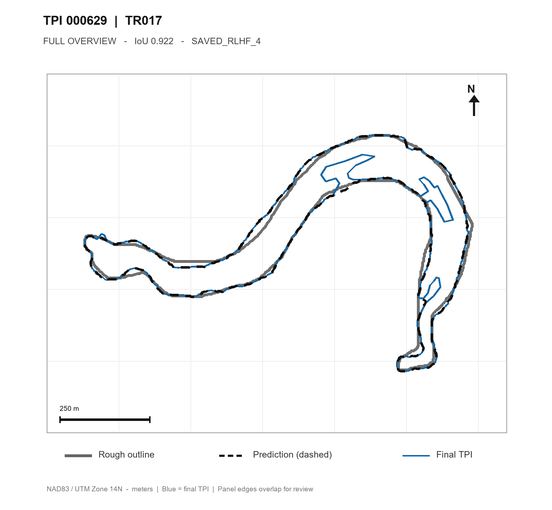 TPI 000629 | TR017
FULL OVERVIEW - IoU 0.922 - SAVED_RLHF_4
N
250 m
Rough outline Prediction (dashed) Final TPI
NAD83 / UTM Zone 14N - meters | Blue = final TPI | Panel edges overlap for review